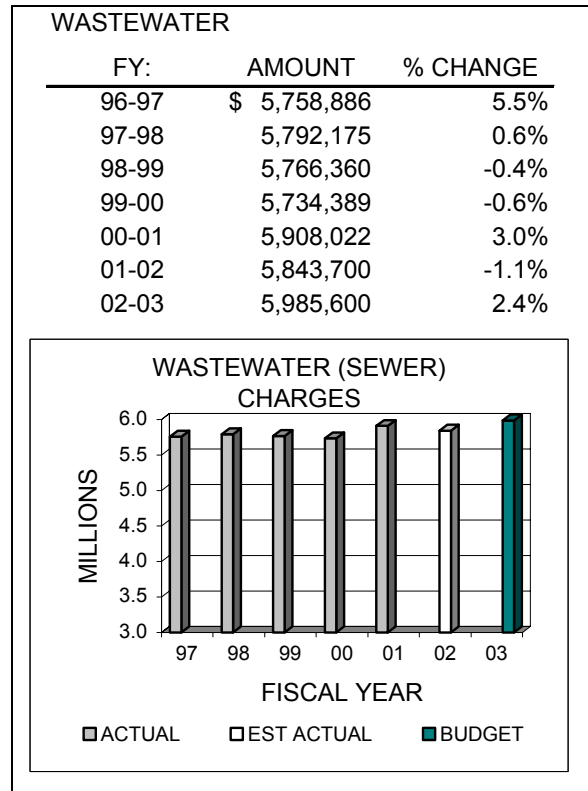 WASTEWATER
FY: AMOUNT % CHANGE
96-97 $ 5,758,886 5.5%
97-98 5,792,175 0.6%
98-99 5,766,360 -0.4%
99-00 5,734,389 -0.6%
00-01 5,908,022 3.0%
01-02 5,843,700 -1.1%
02-03 5,985,600 2.4%
WASTEWATER (SEWER)
CHARGES
MILLIONS
6.0
5.5
5.0
4.5
4.0
3.5
3.0
97 98 99 00 01 02 03
FISCAL YEAR
ACTUAL EST ACTUAL BUDGET